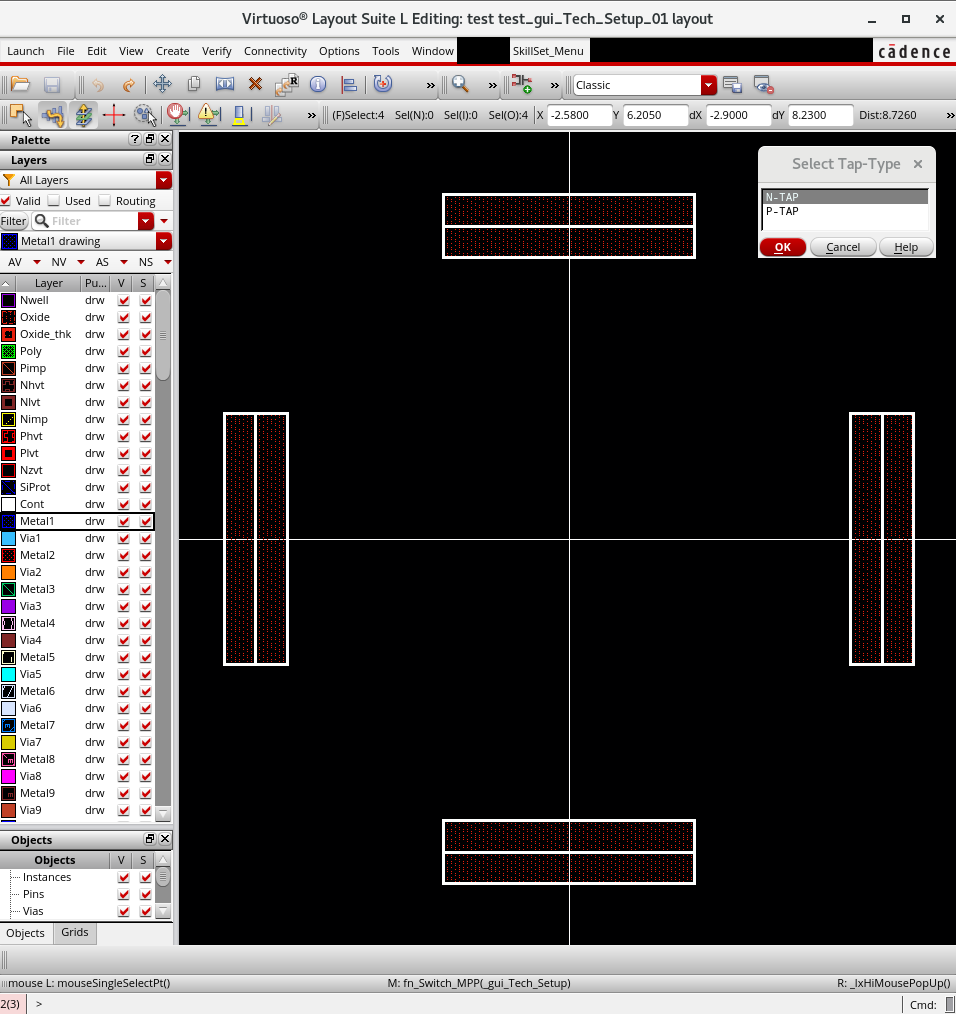 Virtuoso® Layout Suite L Editing: test test_gui_Tech_Setup_01 layout
Launch File Edit View Create Verify Connectivity Options Tools Window SkillSet_Menu cādence
» » » Classic
» (F)Select:4 Sel(N):0 Sel(I):0 Sel(O):4 X -2.5800 Y 6.2050 dX -2.9000 dY 8.2300 Dist:8.7260 »
Palette
Layers
All Layers
Valid Used Routing
Filter Filter
Metal1 drawing
AV NV AS NS
Layer Pu... V S
Nwell drw
Oxide drw
Oxide_thk drw
Poly drw
Pimp drw
Nhvt drw
Nlvt drw
Nimp drw
Phvt drw
Plvt drw
Nzvt drw
SiProt drw
Cont drw
Metal1 drw
Via1 drw
Metal2 drw
Via2 drw
Metal3 drw
Via3 drw
Metal4 drw
Via4 drw
Metal5 drw
Via5 drw
Metal6 drw
Via6 drw
Metal7 drw
Via7 drw
Metal8 drw
Via8 drw
Metal9 drw
Via9 drw
Objects
Objects V S
Instances
Pins
Vias
Objects Grids
Select Tap-Type
N-TAP
P-TAP
OK Cancel Help
mouse L: mouseSingleSelectPt() M: fn_Switch_MPP(_gui_Tech_Setup) R: _lxHiMousePopUp()
2(3) > Cmd: